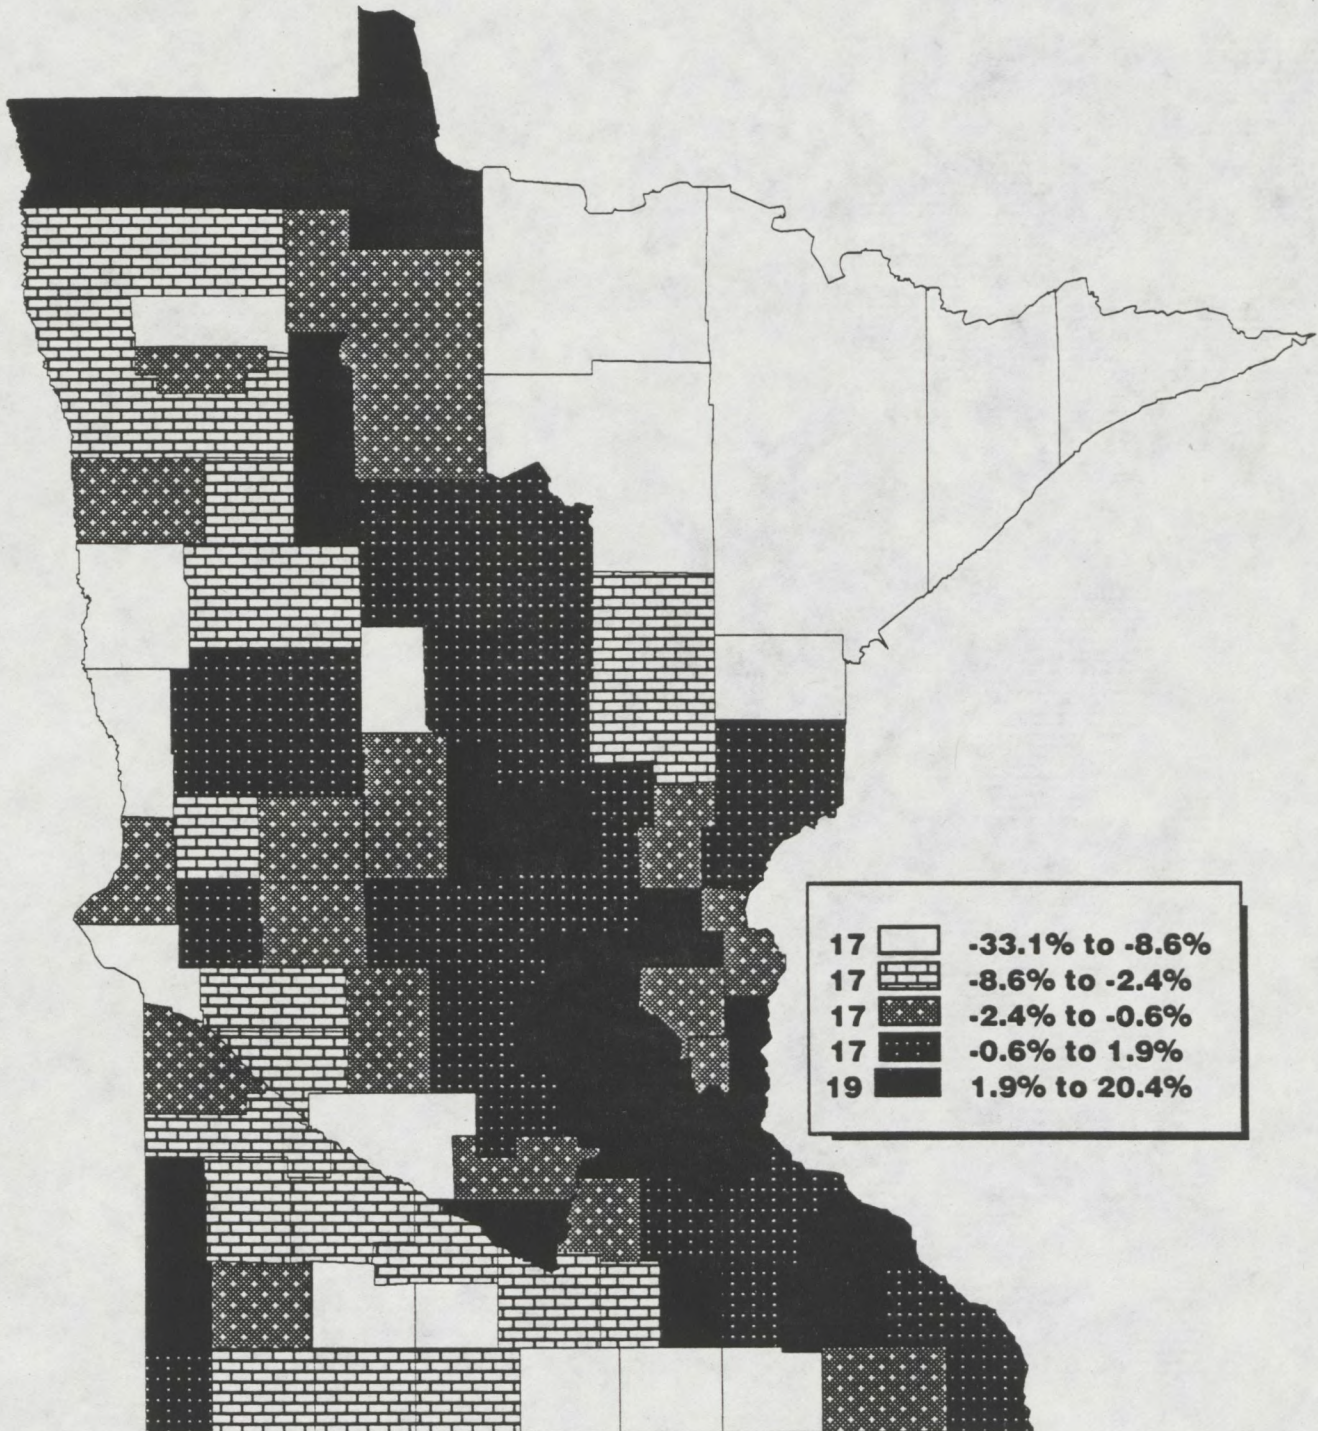 17 -33.1% to -8.6%
17 -8.6% to -2.4%
17 -2.4% to -0.6%
17 -0.6% to 1.9%
19 1.9% to 20.4%